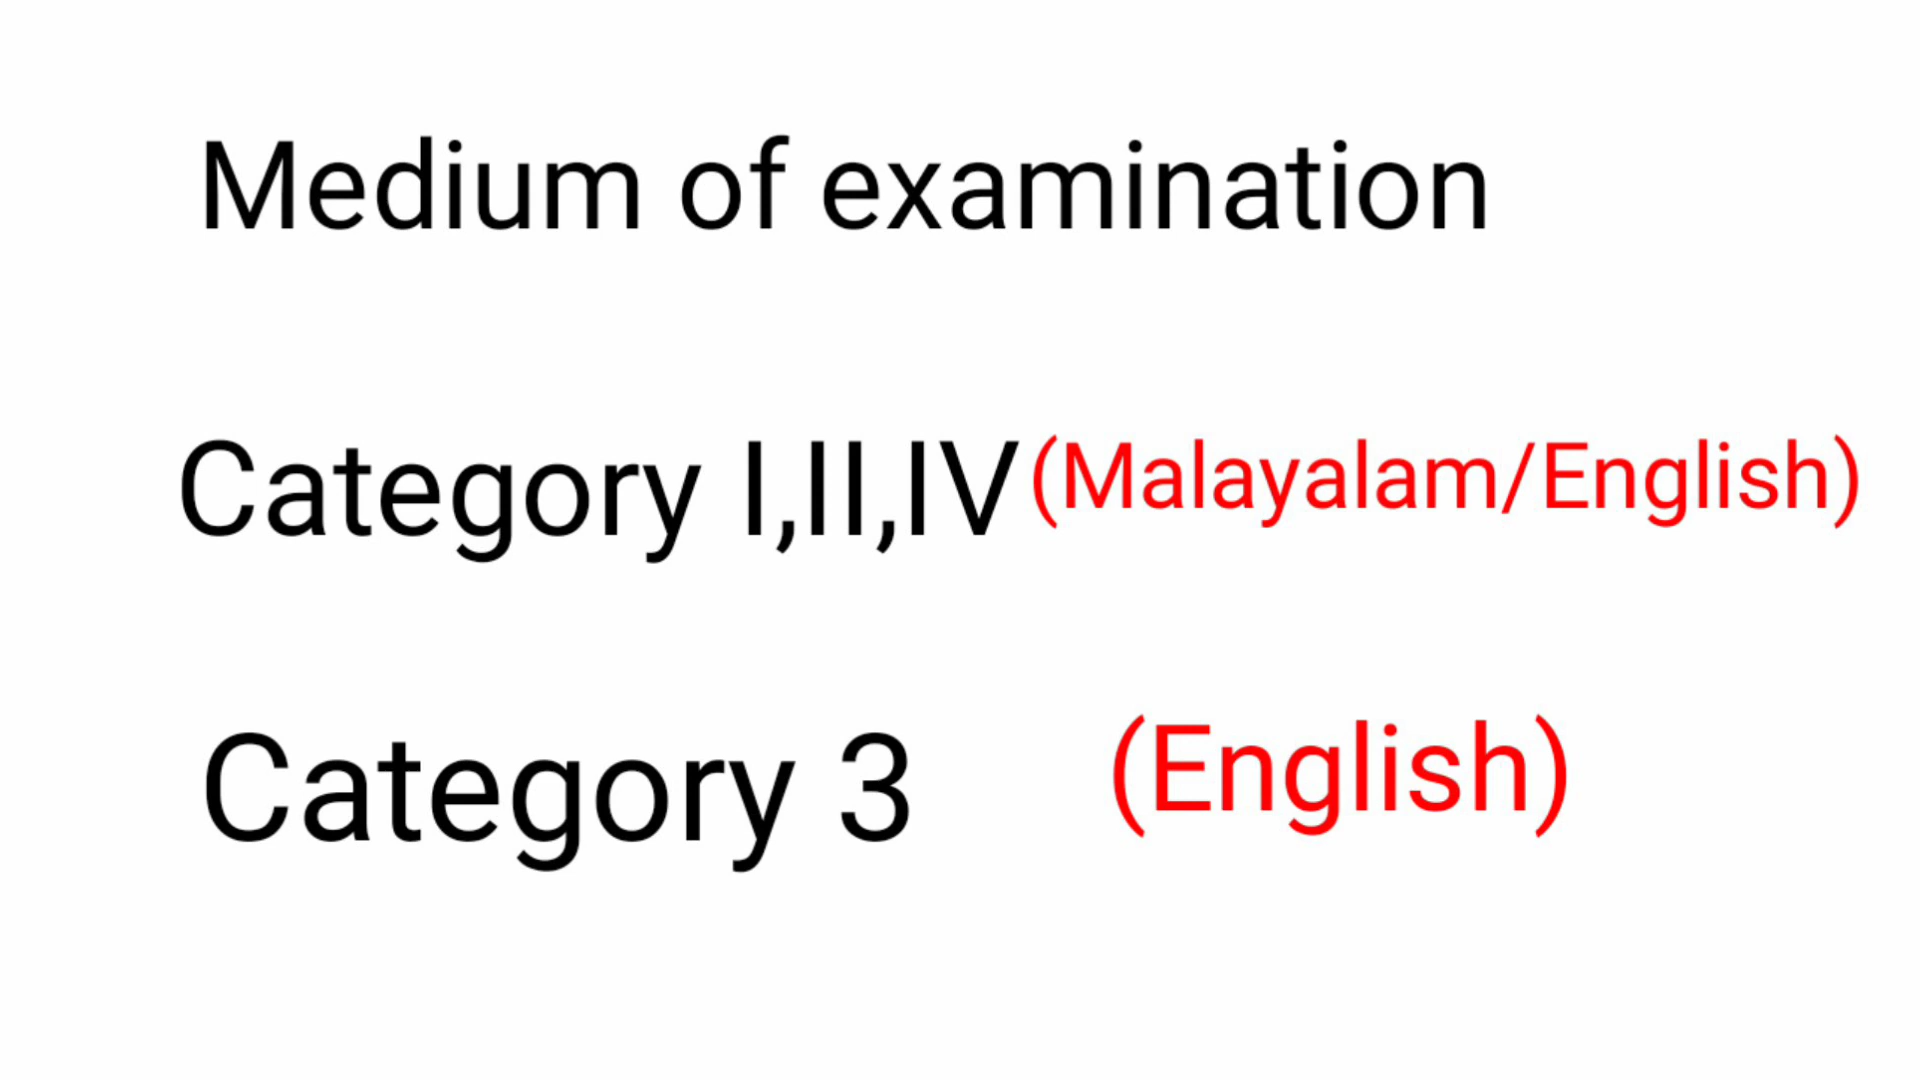 Medium of examination
Category I,II,IV(Malayalam/English)
Category 3 (English)